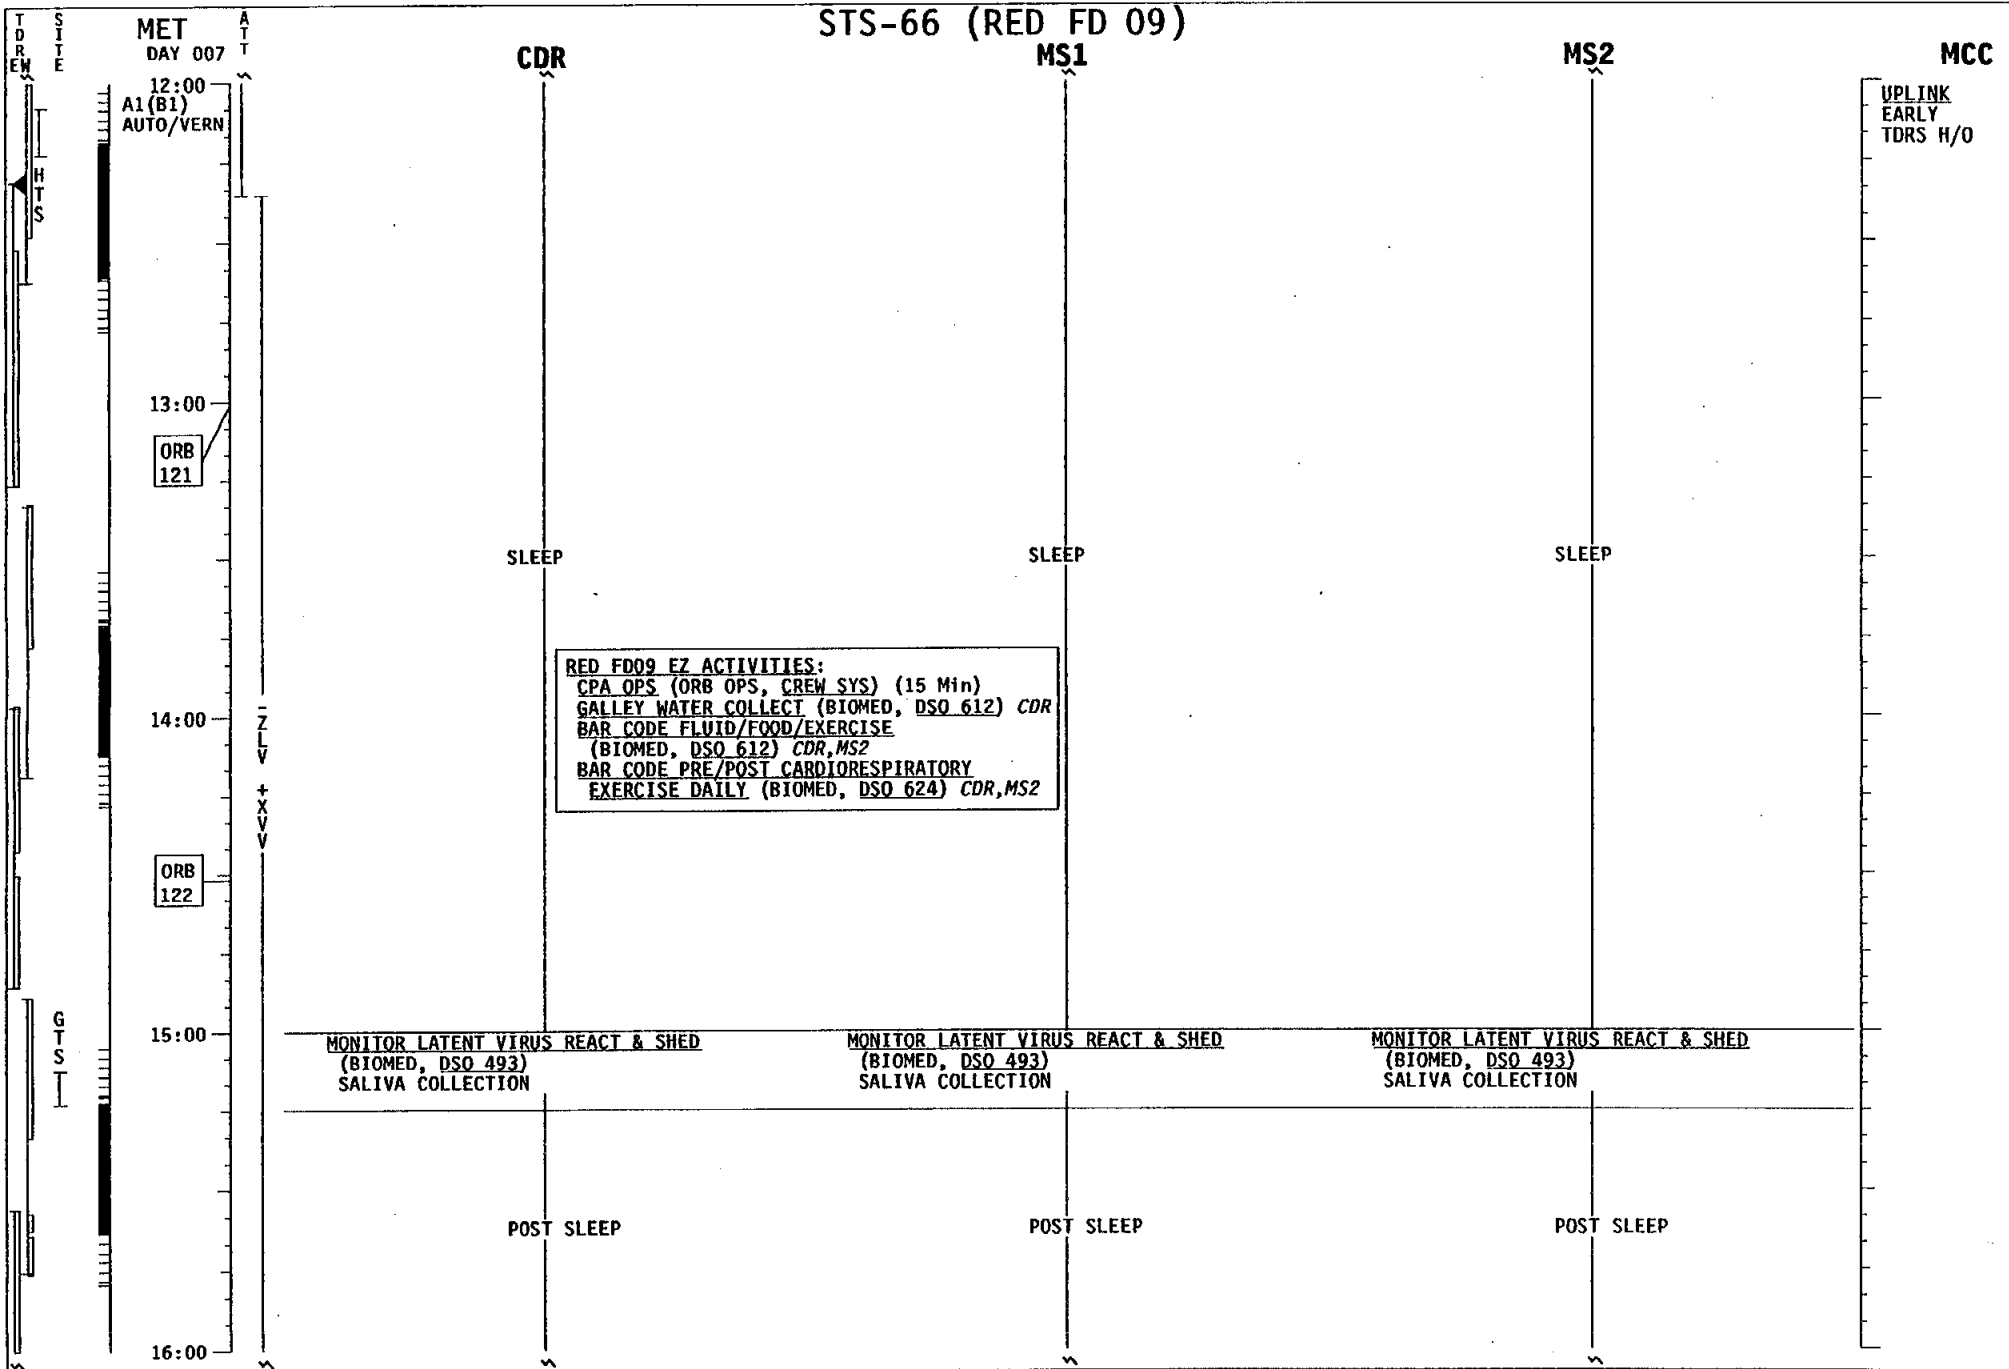 STS-66 (RED FD 09)
TDRE W
SITE
MET
DAY 007
ATT
CDR
MS1
MS2
MCC
12:00
A1(B1)
AUTO/VERN
UPLINK
EARLY
TDRS H/O
HTS
13:00
ORB
121
SLEEP
SLEEP
SLEEP
RED FD09 EZ ACTIVITIES:
CPA OPS (ORB OPS, CREW SYS) (15 Min)
GALLEY WATER COLLECT (BIOMED, DSO 612) CDR
BAR CODE FLUID/FOOD/EXERCISE
(BIOMED, DSO 612) CDR,MS2
BAR CODE PRE/POST CARDIORESPIRATORY
EXERCISE DAILY (BIOMED, DSO 624) CDR,MS2
14:00
-ZLV +XVV
ORB
122
GTS
15:00
MONITOR LATENT VIRUS REACT & SHED
(BIOMED, DSO 493)
SALIVA COLLECTION
MONITOR LATENT VIRUS REACT & SHED
(BIOMED, DSO 493)
SALIVA COLLECTION
MONITOR LATENT VIRUS REACT & SHED
(BIOMED, DSO 493)
SALIVA COLLECTION
POST SLEEP
POST SLEEP
POST SLEEP
16:00